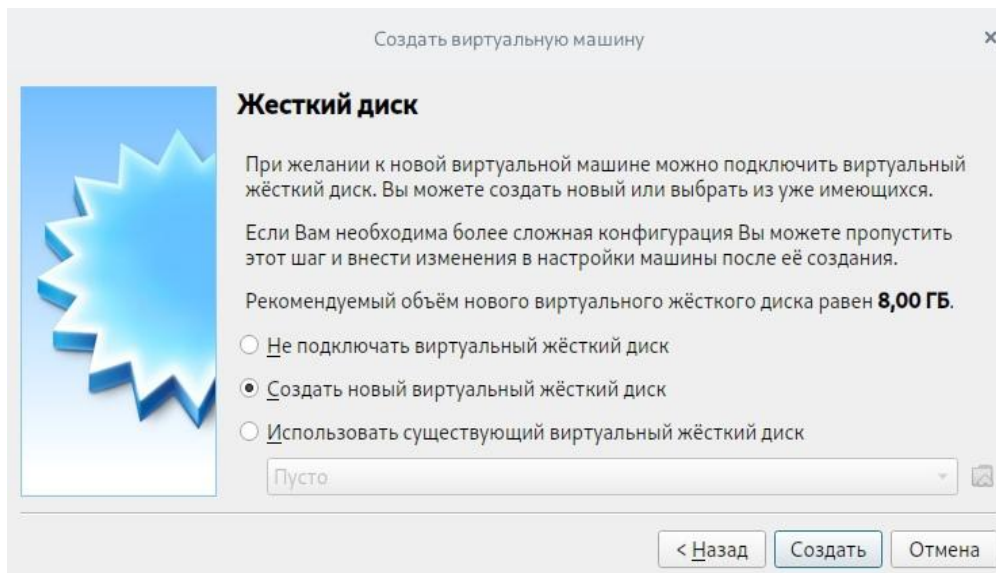 Создать виртуальную машину
Жесткий диск
При желании к новой виртуальной машине можно подключить виртуальный
жёсткий диск. Вы можете создать новый или выбрать из уже имеющихся.
Если Вам необходима более сложная конфигурация Вы можете пропустить
этот шаг и внести изменения в настройки машины после её создания.
Рекомендуемый объём нового виртуального жёсткого диска равен 8,00 ГБ.
Не подключать виртуальный жёсткий диск
Создать новый виртуальный жёсткий диск
Использовать существующий виртуальный жёсткий диск
Пусто
< Назад Создать Отмена